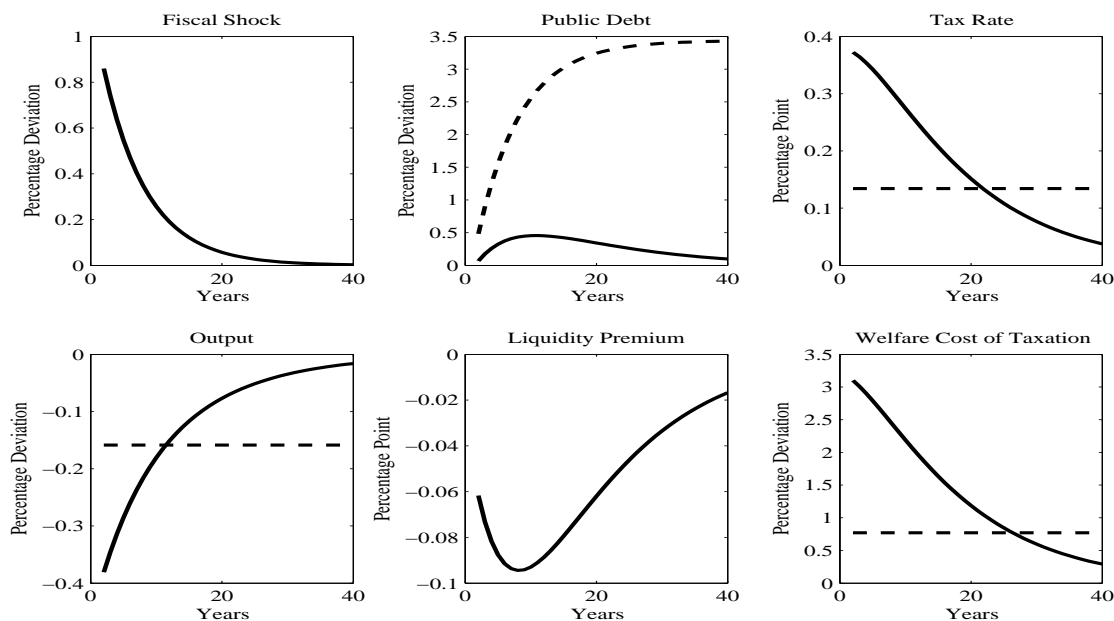 Fiscal Shock
Percentage Deviation
1
0.8
0.6
0.4
0.2
0
0 20 40
Years
Public Debt
Percentage Deviation
3.5
3
2.5
2
1.5
1
0.5
0
0 20 40
Years
Tax Rate
Percentage Point
0.4
0.3
0.2
0.1
0
0 20 40
Years
Output
Percentage Deviation
0
−0.1
−0.2
−0.3
−0.4
0 20 40
Years
Liquidity Premium
Percentage Point
0
−0.02
−0.04
−0.06
−0.08
−0.1
0 20 40
Years
Welfare Cost of Taxation
Percentage Deviation
3.5
3
2.5
2
1.5
1
0.5
0
0 20 40
Years